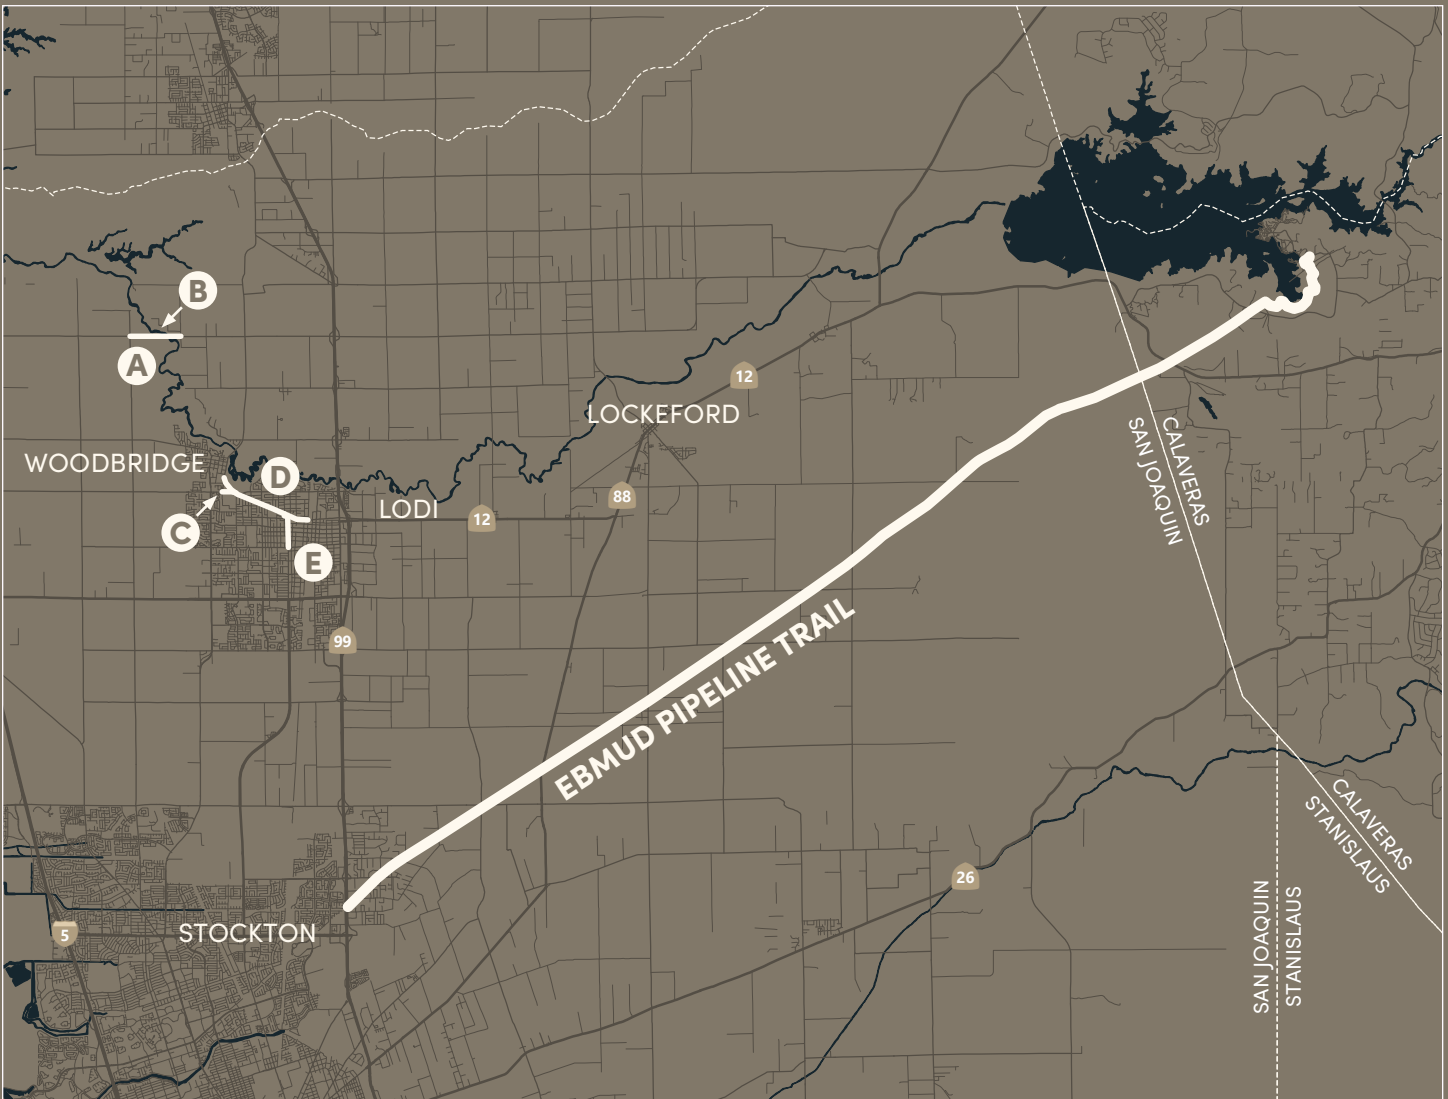 B
A
12
LOCKEFORD
WOODBRIDGE
D
88
LODI
12
C
E
CALAVERAS
SAN JOAQUIN
99
EBMUD PIPELINE TRAIL
CALAVERAS
STANISLAUS
26
5
STOCKTON
SAN JOAQUIN
STANISLAUS